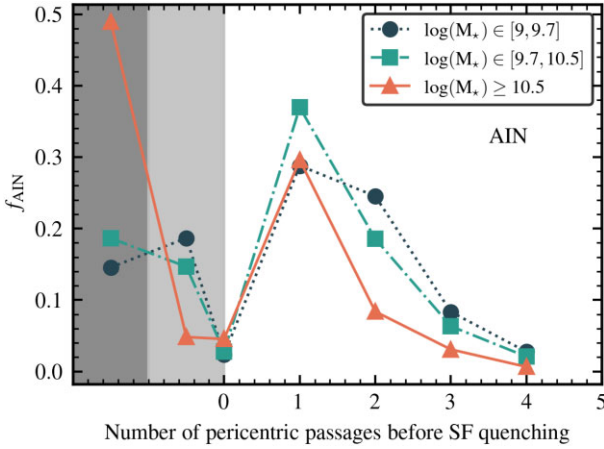 log(M⋆) ∈ [9, 9.7]
log(M⋆) ∈ [9.7, 10.5]
log(M⋆) ≥ 10.5
AIN
f_AIN
0.5
0.4
0.3
0.2
0.1
0.0
0 1 2 3 4 5
Number of pericentric passages before SF quenching